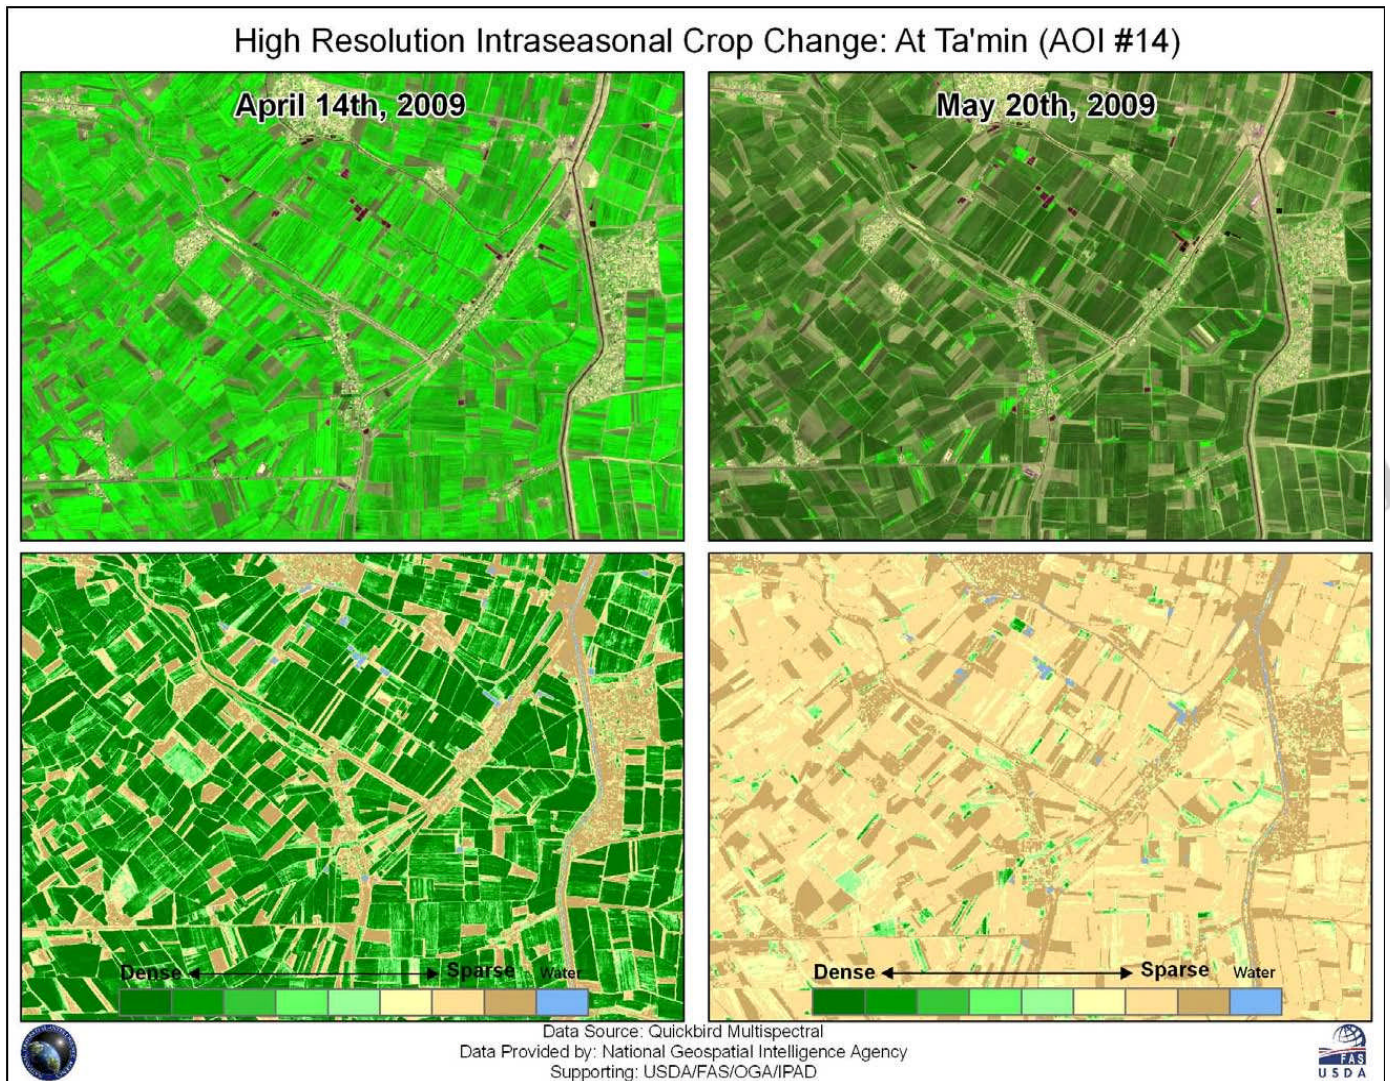 High Resolution Intraseasonal Crop Change: At Ta'min (AOI #14)
April 14th, 2009
May 20th, 2009
Dense Sparse Water
Dense Sparse Water
Data Source: Quickbird Multispectral
Data Provided by: National Geospatial Intelligence Agency
Supporting: USDA/FAS/OGA/IPAD
FAS
USDA